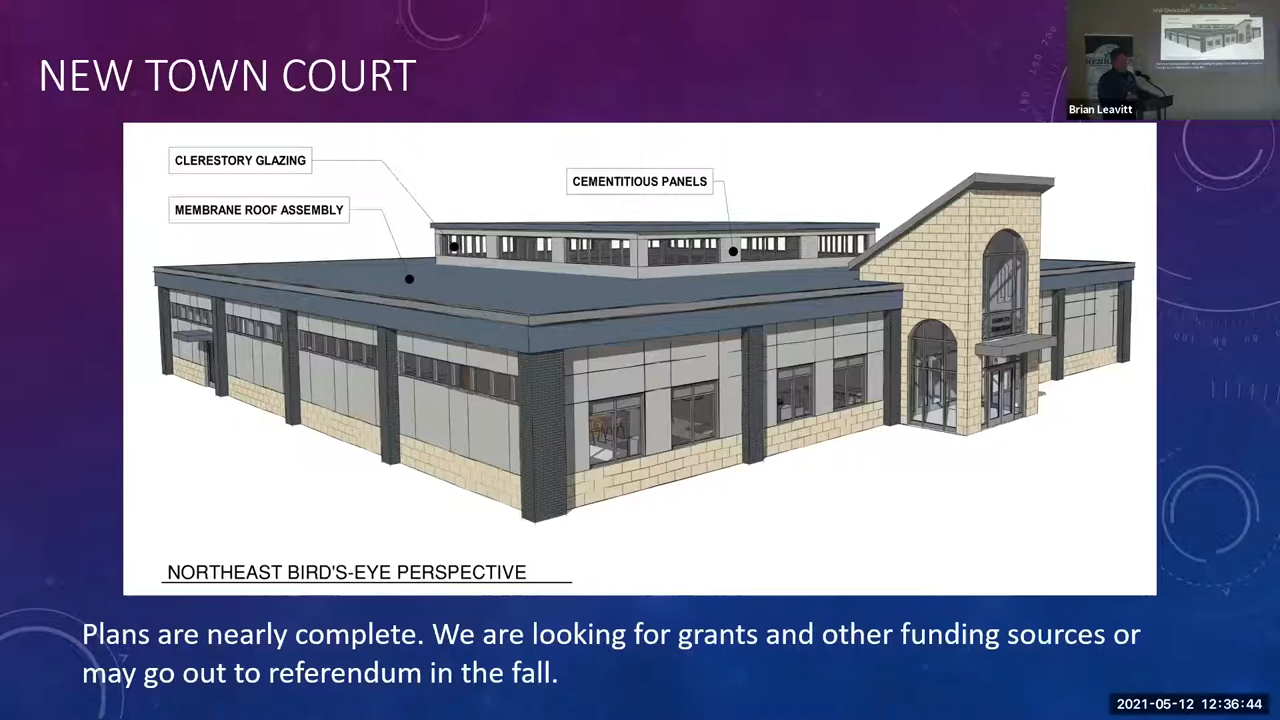 NEW TOWN COURT
Brian Leavitt
CLERESTORY GLAZING
CEMENTITIOUS PANELS
MEMBRANE ROOF ASSEMBLY
NORTHEAST BIRD'S-EYE PERSPECTIVE
Plans are nearly complete. We are looking for grants and other funding sources or
may go out to referendum in the fall.
2021-05-12 12:36:44